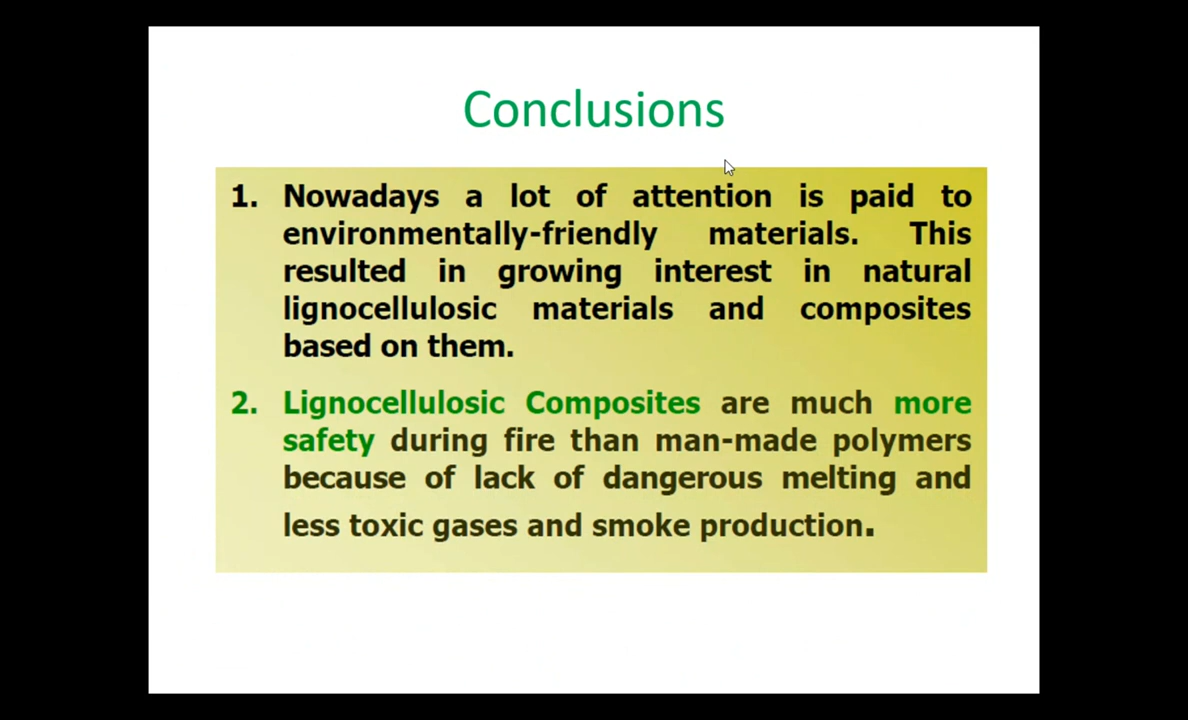 Conclusions
1. Nowadays a lot of attention is paid to
environmentally-friendly materials. This
resulted in growing interest in natural
lignocellulosic materials and composites
based on them.
2. Lignocellulosic Composites are much more
safety during fire than man-made polymers
because of lack of dangerous melting and
less toxic gases and smoke production.